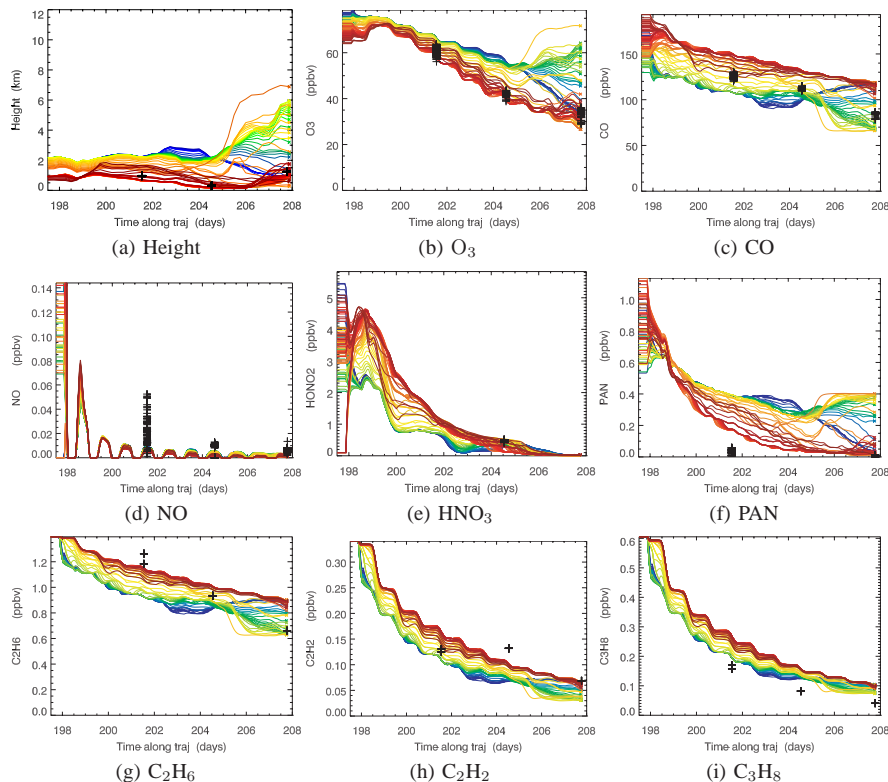 12
10
8
6
4
2
0
Height (km)
198 200 202 204 206 208
Time along traj (days)
(a) Height
60
40
20
0
O3 (ppbv)
198 200 202 204 206 208
Time along traj (days)
(b) O3
150
100
50
0
CO (ppbv)
198 200 202 204 206 208
Time along traj (days)
(c) CO
0.14
0.12
0.10
0.08
0.06
0.04
0.02
0.00
NO (ppbv)
198 200 202 204 206 208
Time along traj (days)
(d) NO
5
4
3
2
1
0
HONO2 (ppbv)
198 200 202 204 206 208
Time along traj (days)
(e) HNO3
1.0
0.8
0.6
0.4
0.2
0.0
PAN (ppbv)
198 200 202 204 206 208
Time along traj (days)
(f) PAN
1.2
1.0
0.8
0.6
0.4
0.2
0.0
C2H6 (ppbv)
198 200 202 204 206 208
Time along traj (days)
(g) C2H6
0.30
0.25
0.20
0.15
0.10
0.05
0.00
C2H2 (ppbv)
198 200 202 204 206 208
Time along traj (days)
(h) C2H2
0.5
0.4
0.3
0.2
0.1
0.0
C3H8 (ppbv)
198 200 202 204 206 208
Time along traj (days)
(i) C3H8